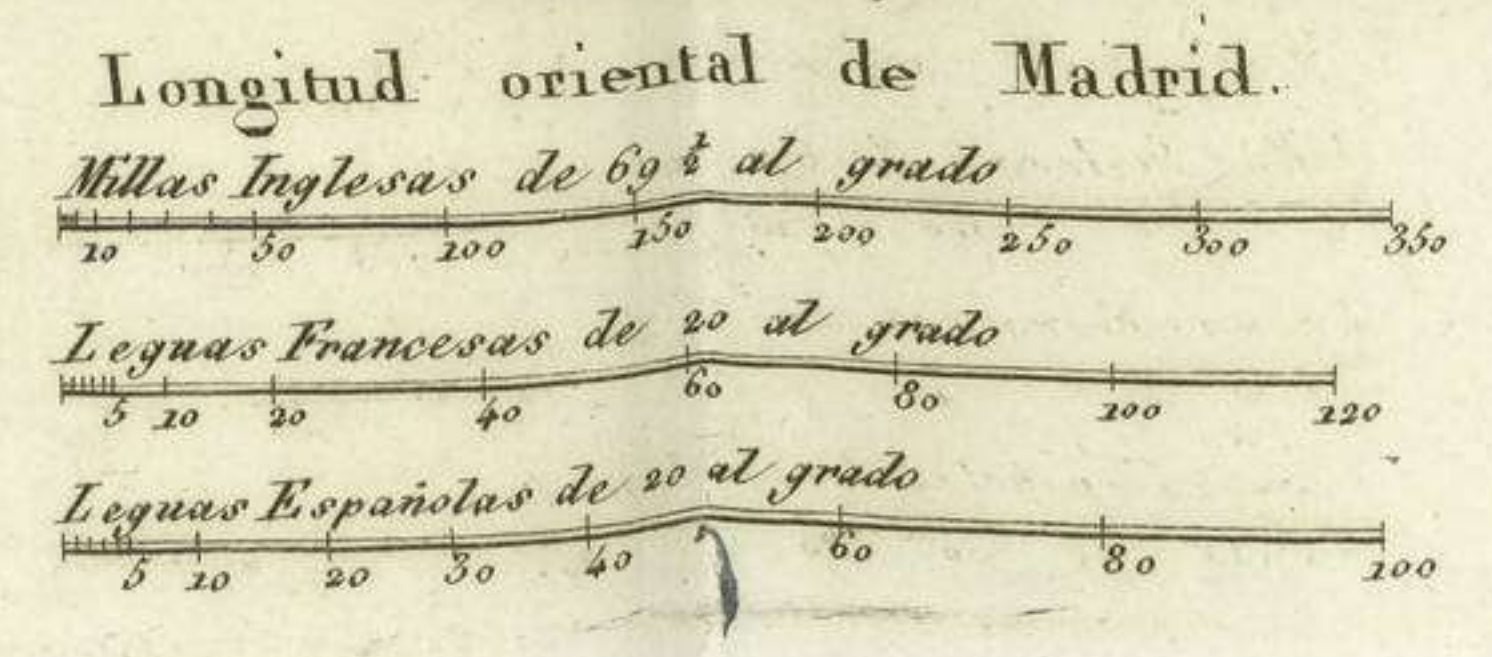 Longitud oriental de Madrid.
Millas Inglesas de 69 ½ al grado
10 50 100 150 200 250 300 350
Leguas Francesas de 20 al grado
5 10 20 40 60 80 100 120
Leguas Españolas de 20 al grado
5 10 20 30 40 60 80 100